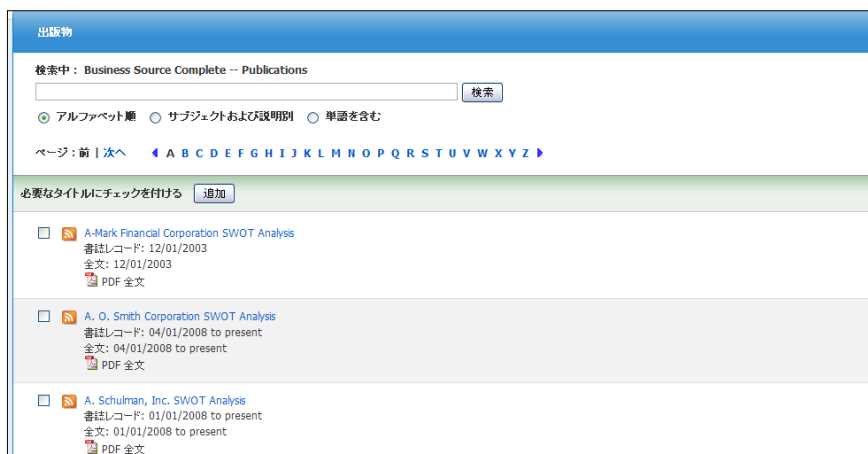 出版物
検索中： Business Source Complete -- Publications
検索
アルファベット順 サブジェクトおよび説明別 単語を含む
ページ：前 | 次へ A B C D E F G H I J K L M N O P Q R S T U V W X Y Z
必要なタイトルにチェックを付ける 追加
A-Mark Financial Corporation SWOT Analysis
書誌レコード: 12/01/2003
全文: 12/01/2003
PDF 全文
A. O. Smith Corporation SWOT Analysis
書誌レコード: 04/01/2008 to present
全文: 04/01/2008 to present
PDF 全文
A. Schulman, Inc. SWOT Analysis
書誌レコード: 01/01/2008 to present
全文: 01/01/2008 to present
PDF 全文